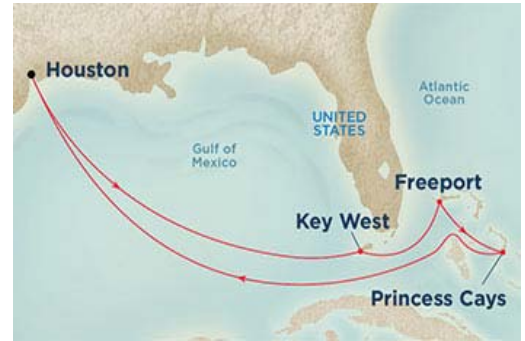 Houston
Atlantic
Ocean
UNITED
STATES
Gulf of
Mexico
Freeport
Key West
Princess Cays